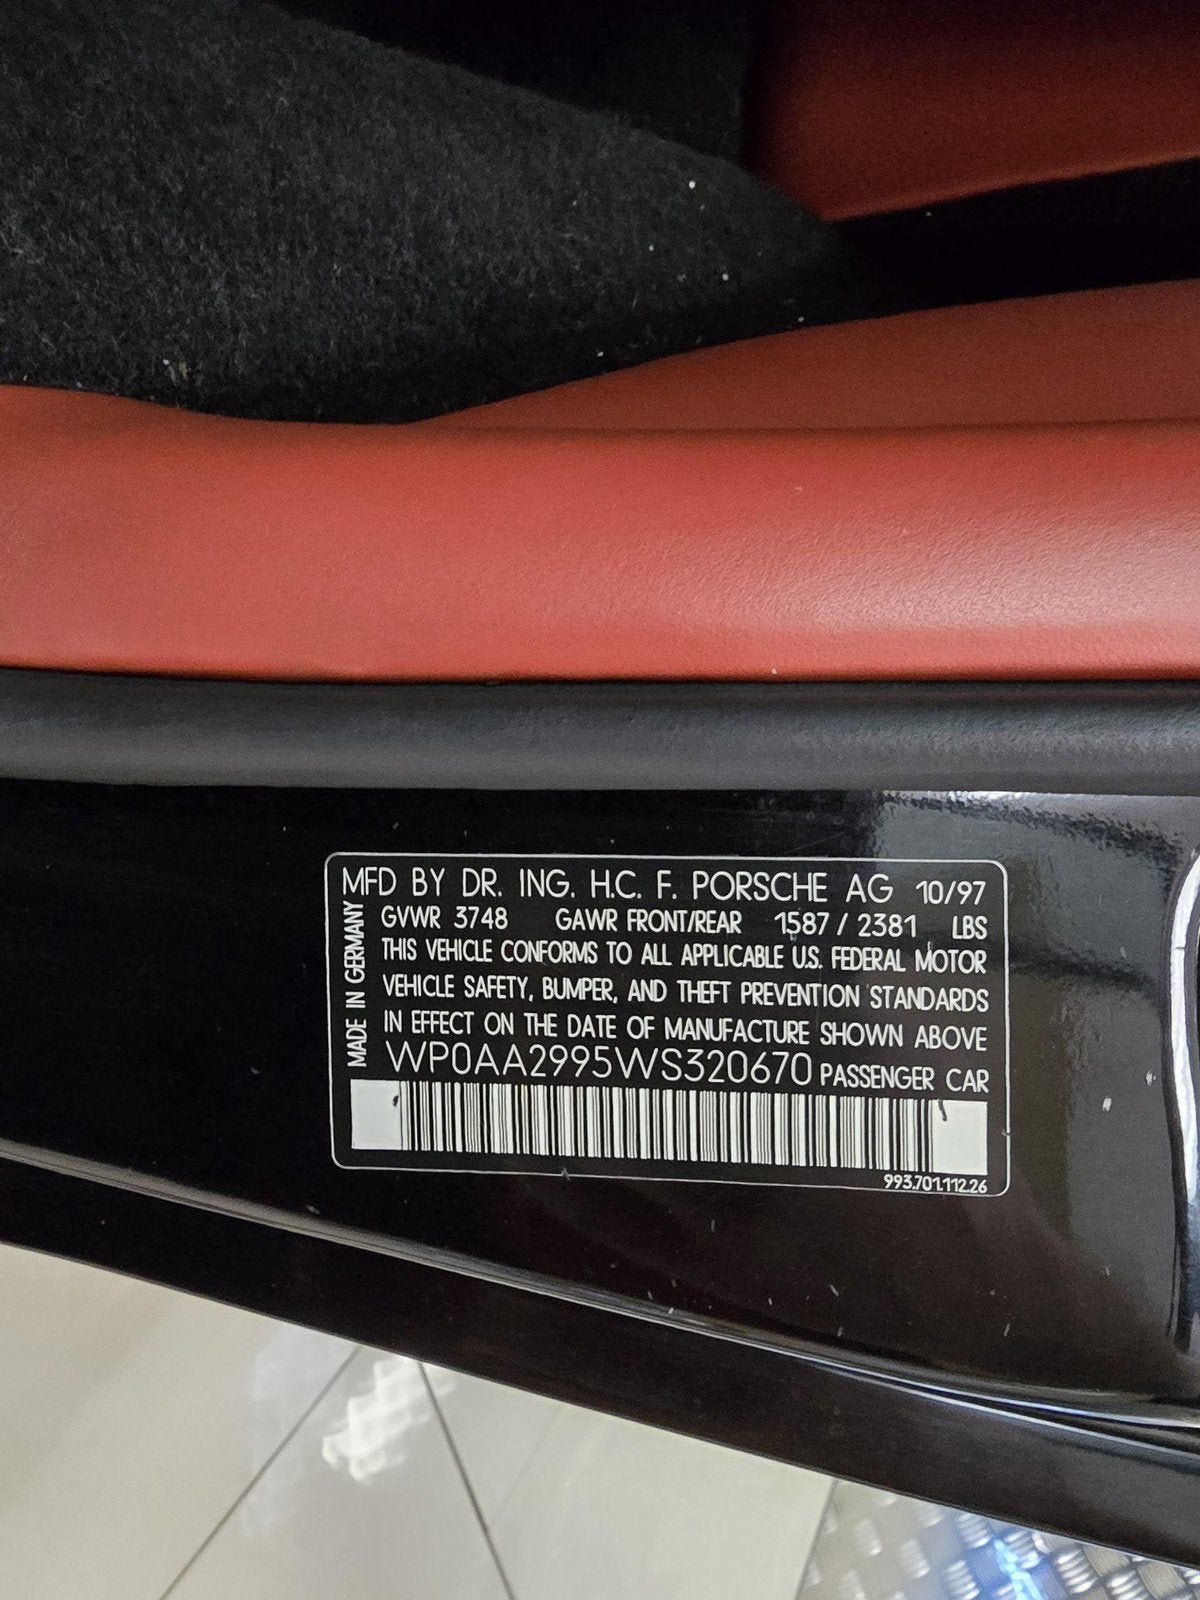 MFD BY DR. ING. H.C. F. PORSCHE AG 10/97
GVWR 3748 GAWR FRONT/REAR 1587 / 2381 LBS
THIS VEHICLE CONFORMS TO ALL APPLICABLE U.S. FEDERAL MOTOR
VEHICLE SAFETY, BUMPER, AND THEFT PREVENTION STANDARDS
IN EFFECT ON THE DATE OF MANUFACTURE SHOWN ABOVE
WP0AA2995WS320670 PASSENGER CAR
993.701.112.26
MADE IN GERMANY